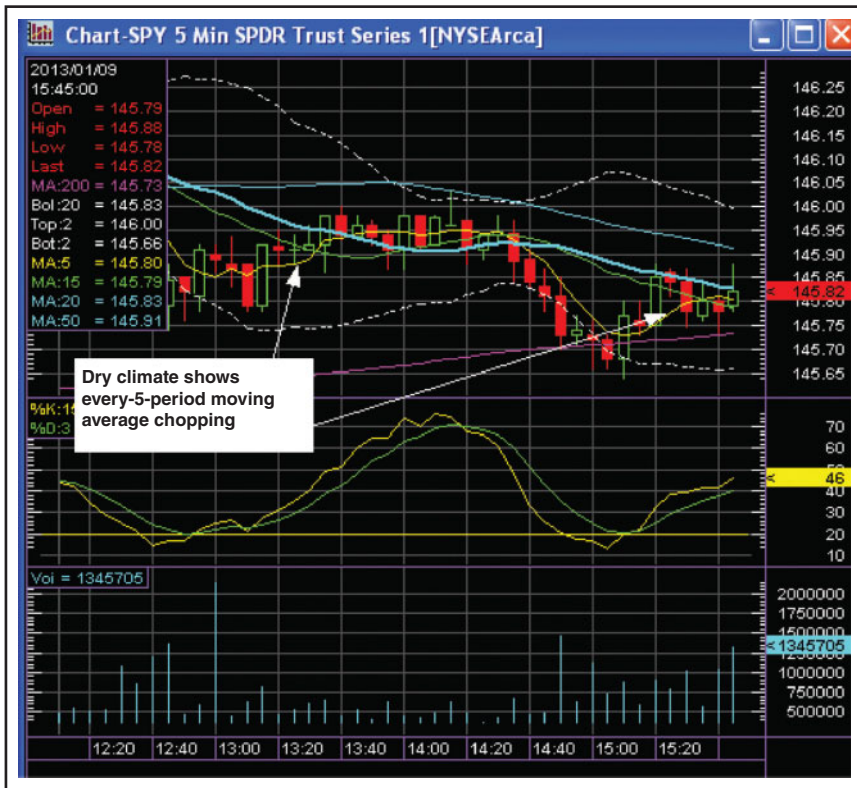 Chart-SPY 5 Min SPDR Trust Series 1[NYSEArca]
2013/01/09
15:45:00
Open = 145.79
High = 145.88
Low = 145.78
Last = 145.82
MA:200 = 145.73
Bol:20 = 145.83
Top:2 = 146.00
Bot:2 = 145.66
MA:5 = 145.80
MA:15 = 145.79
MA:20 = 145.83
MA:50 = 145.91
146.25
146.20
146.15
146.10
146.05
146.00
145.95
145.90
145.85
145.82
145.80
145.75
145.70
145.65
Dry climate shows
every-5-period moving
average chopping
%D:3
70
60
46
40
30
20
10
Voi = 1345705
2000000
1750000
1500000
1345705
1250000
1000000
750000
500000
12:20 12:40 13:00 13:20 13:40 14:00 14:20 14:40 15:00 15:20